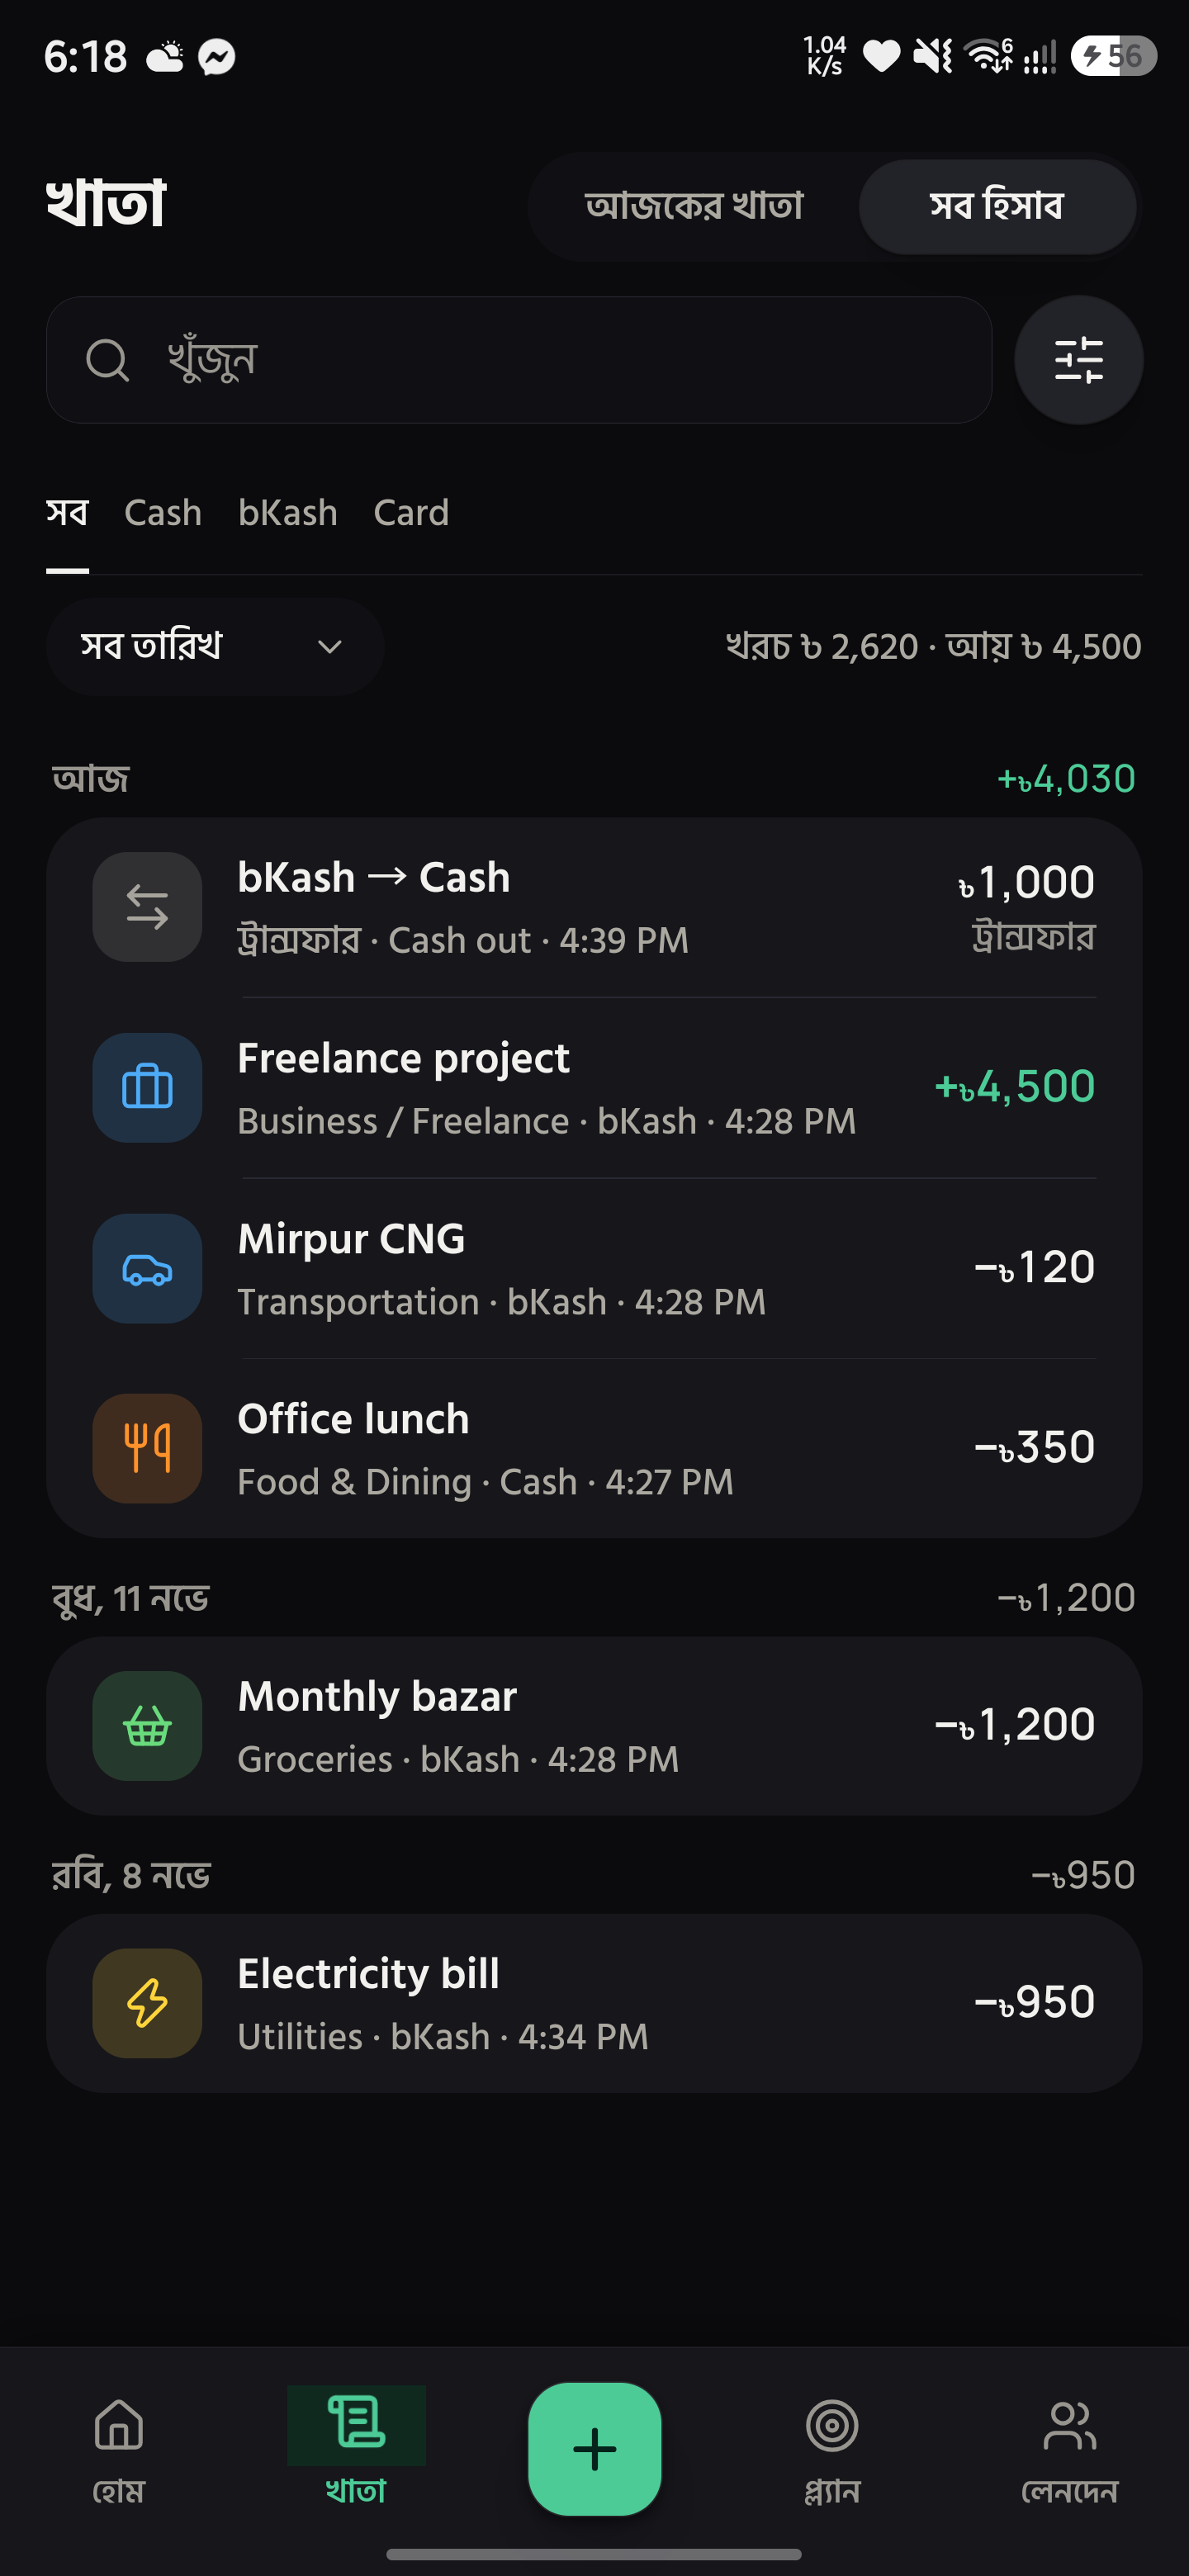 6:18
1.04 K/s
6
56
খাতা
আজকের খাতা
সব হিসাব
খুঁজুন
সব Cash bKash Card
সব তারিখ
খরচ ৳ 2,620 · আয় ৳ 4,500
আজ
+৳4,030
bKash → Cash
৳1,000
ট্রান্সফার · Cash out · 4:39 PM
ট্রান্সফার
Freelance project
+৳4,500
Business / Freelance · bKash · 4:28 PM
Mirpur CNG
−৳120
Transportation · bKash · 4:28 PM
Office lunch
−৳350
Food & Dining · Cash · 4:27 PM
বুধ, 11 নভে
−৳1,200
Monthly bazar
−৳1,200
Groceries · bKash · 4:28 PM
রবি, 8 নভে
−৳950
Electricity bill
−৳950
Utilities · bKash · 4:34 PM
হোম
খাতা
প্ল্যান
লেনদেন